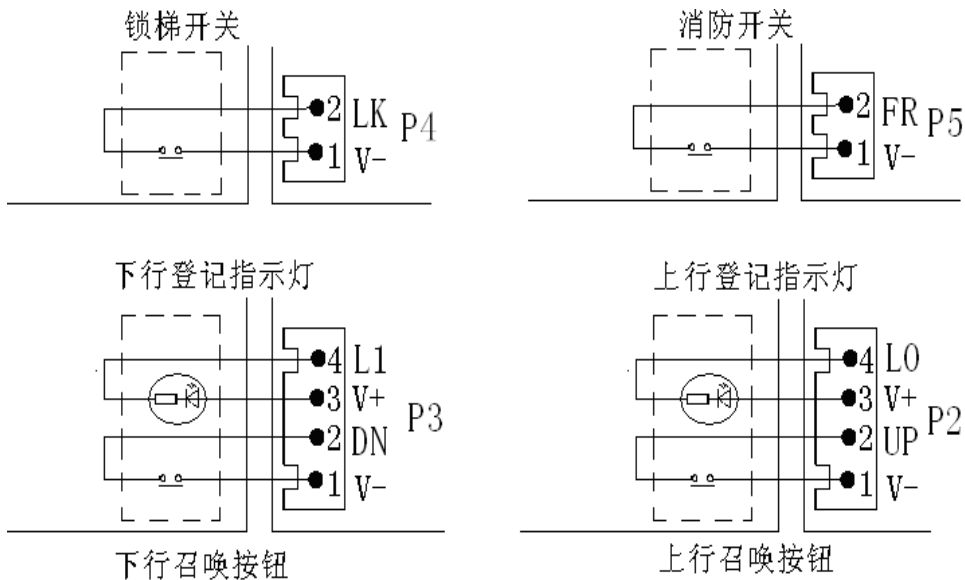 锁梯开关
2 LK P4
1 V-
消防开关
2 FR P5
1 V-
下行登记指示灯
4 L1
3 V+
P3
2 DN
1 V-
下行召唤按钮
上行登记指示灯
4 L0
3 V+
P2
2 UP
1 V-
上行召唤按钮